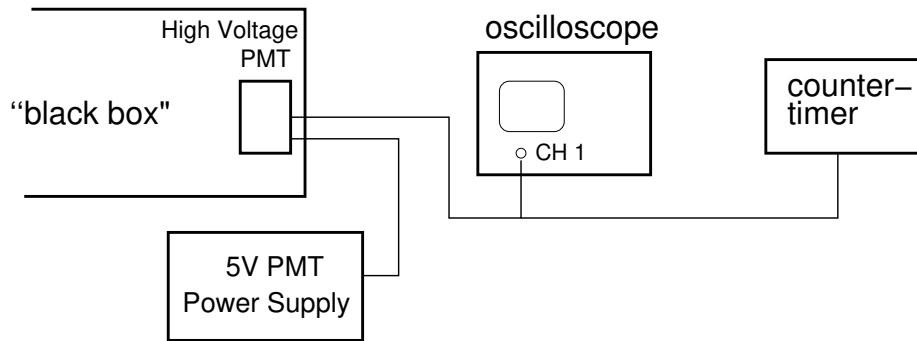 High Voltage
PMT
“black box"
oscilloscope
CH 1
counter−
timer
5V PMT
Power Supply